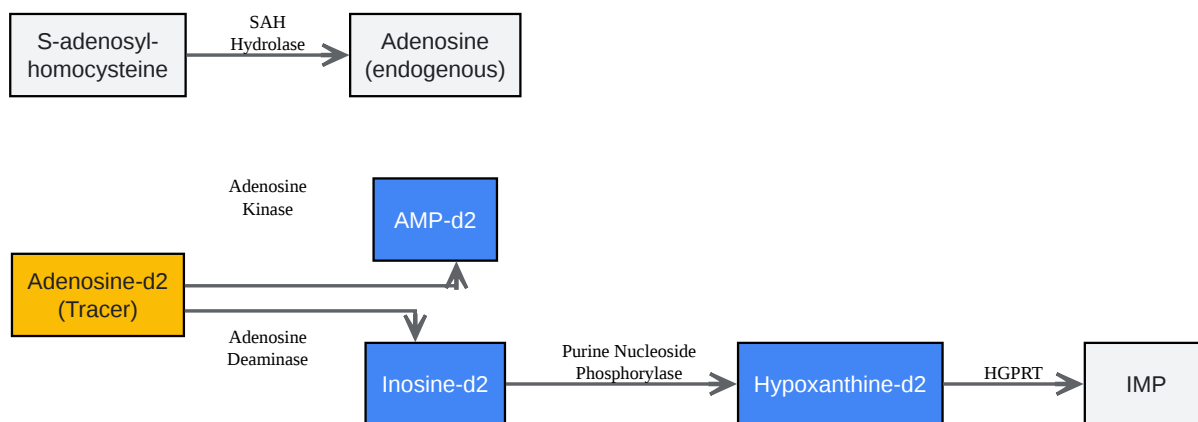 S-adenosyl-
homocysteine
SAH
Hydrolase
Adenosine
(endogenous)
Adenosine
Kinase
AMP-d2
Adenosine-d2
(Tracer)
Adenosine
Deaminase
Inosine-d2
Purine Nucleoside
Phosphorylase
Hypoxanthine-d2
HGPRT
IMP